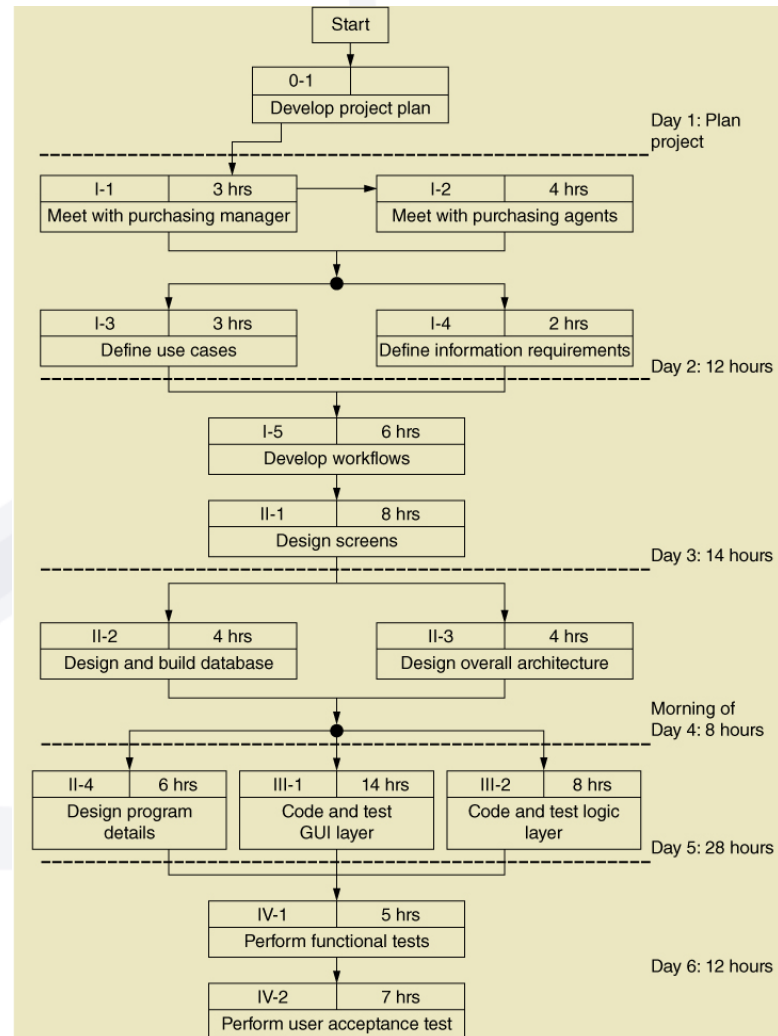 Start
0-1
Develop project plan
Day 1: Plan
project
I-1 3 hrs
Meet with purchasing manager
I-2 4 hrs
Meet with purchasing agents
I-3 3 hrs
Define use cases
I-4 2 hrs
Define information requirements
Day 2: 12 hours
I-5 6 hrs
Develop workflows
II-1 8 hrs
Design screens
Day 3: 14 hours
II-2 4 hrs
Design and build database
II-3 4 hrs
Design overall architecture
Morning of
Day 4: 8 hours
II-4 6 hrs
Design program
details
III-1 14 hrs
Code and test
GUI layer
III-2 8 hrs
Code and test logic
layer
Day 5: 28 hours
IV-1 5 hrs
Perform functional tests
Day 6: 12 hours
IV-2 7 hrs
Perform user acceptance test